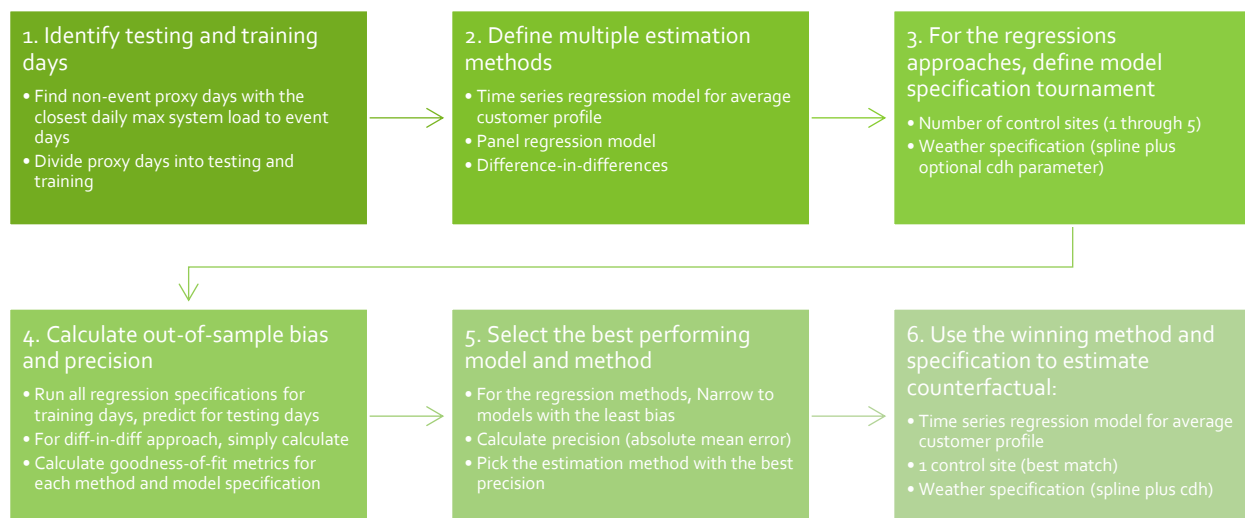 1. Identify testing and training
days
• Find non-event proxy days with the
closest daily max system load to event
days
• Divide proxy days into testing and
training
2. Define multiple estimation
methods
• Time series regression model for average
customer profile
• Panel regression model
• Difference-in-differences
3. For the regressions
approaches, define model
specification tournament
• Number of control sites (1 through 5)
• Weather specification (spline plus
optional cdh parameter)
4. Calculate out-of-sample bias
and precision
• Run all regression specifications for
training days, predict for testing days
• For diff-in-diff approach, simply calculate
• Calculate goodness-of-fit metrics for
each method and model specification
5. Select the best performing
model and method
• For the regression methods, Narrow to
models with the least bias
• Calculate precision (absolute mean error)
• Pick the estimation method with the best
precision
6. Use the winning method and
specification to estimate
counterfactual:
• Time series regression model for average
customer profile
• 1 control site (best match)
• Weather specification (spline plus cdh)